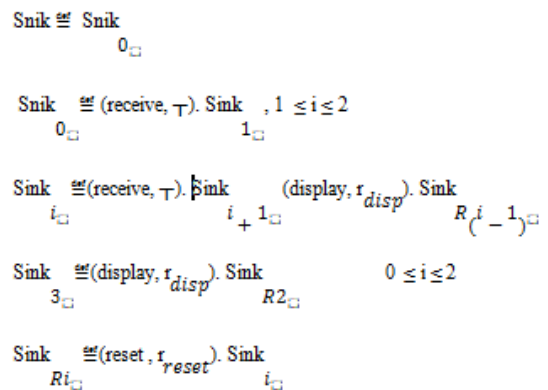 Snik ≝ Snik
0□
Snik ≝ (receive, ┬). Sink , 1 ≤ i ≤ 2
0□ 1□
Sink ≝ (receive, ┬). Sink (display, r_disp). Sink
i□ i + 1□ R(i − 1)□
Sink ≝ (display, r_disp). Sink 0 ≤ i ≤ 2
3□ R2□
Sink ≝ (reset , r_reset). Sink
Ri□ i□